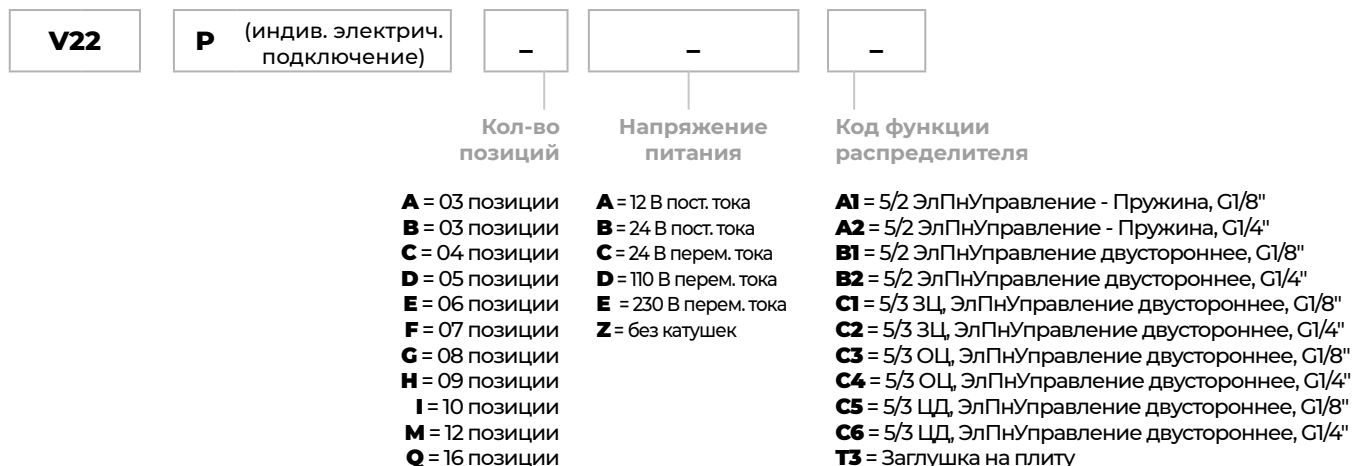 V22
P
(индив. электрич.
подключение)
–
–
–
Кол-во
позиций
Напряжение
питания
Код функции
распределителя
A = 03 позиции
B = 03 позиции
C = 04 позиции
D = 05 позиции
E = 06 позиции
F = 07 позиции
G = 08 позиции
H = 09 позиции
I = 10 позиции
M = 12 позиции
Q = 16 позиции
A = 12 В пост. тока
B = 24 В пост. тока
C = 24 В перем. тока
D = 110 В перем. тока
E = 230 В перем. тока
Z = без катушек
A1 = 5/2 ЭлПнУправление - Пружина, G1/8"
A2 = 5/2 ЭлПнУправление - Пружина, G1/4"
B1 = 5/2 ЭлПнУправление двустороннее, G1/8"
B2 = 5/2 ЭлПнУправление двустороннее, G1/4"
C1 = 5/3 ЗЦ, ЭлПнУправление двустороннее, G1/8"
C2 = 5/3 ЗЦ, ЭлПнУправление двустороннее, G1/4"
C3 = 5/3 ОЦ, ЭлПнУправление двустороннее, G1/8"
C4 = 5/3 ОЦ, ЭлПнУправление двустороннее, G1/4"
C5 = 5/3 ЦД, ЭлПнУправление двустороннее, G1/8"
C6 = 5/3 ЦД, ЭлПнУправление двустороннее, G1/4"
T3 = Заглушка на плиту